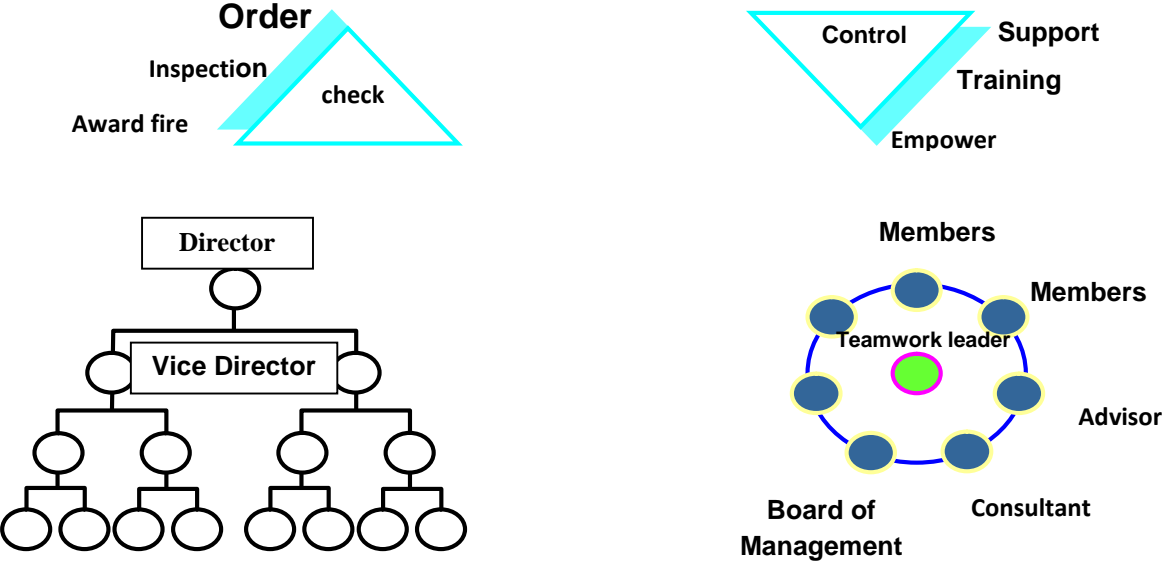 Order
Inspection
check
Award fire
Control
Support
Training
Empower
Director
Vice Director
Members
Members
Teamwork leader
Advisor
Consultant
Board of
Management